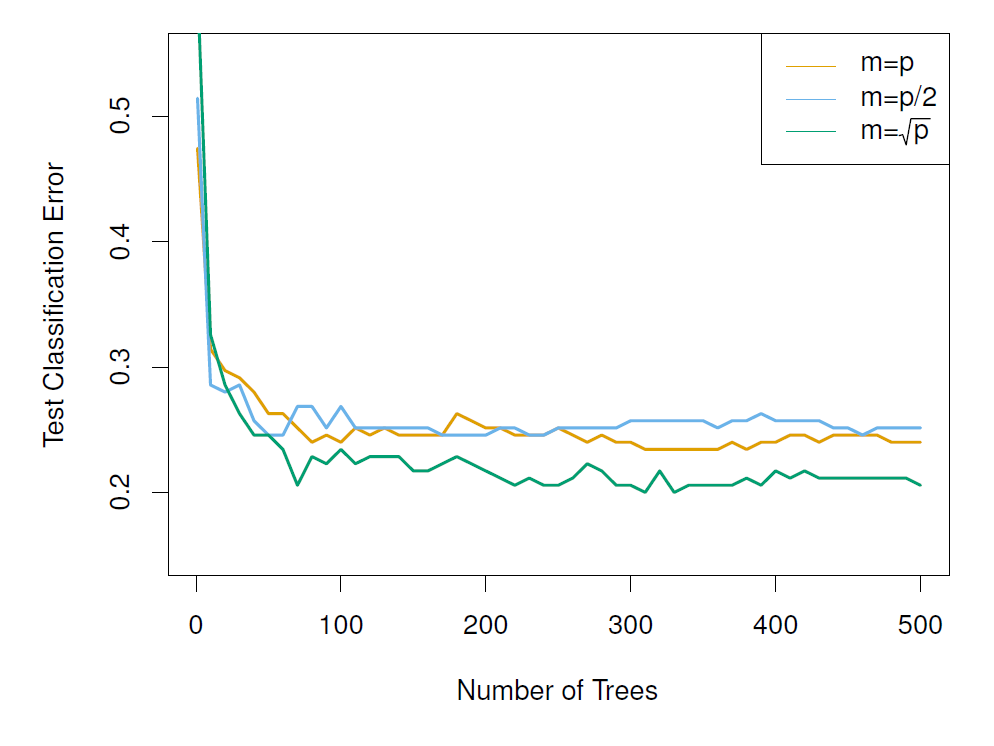 m=p
m=p/2
m=√p
0.5
0.4
0.3
0.2
Test Classification Error
0 100 200 300 400 500
Number of Trees